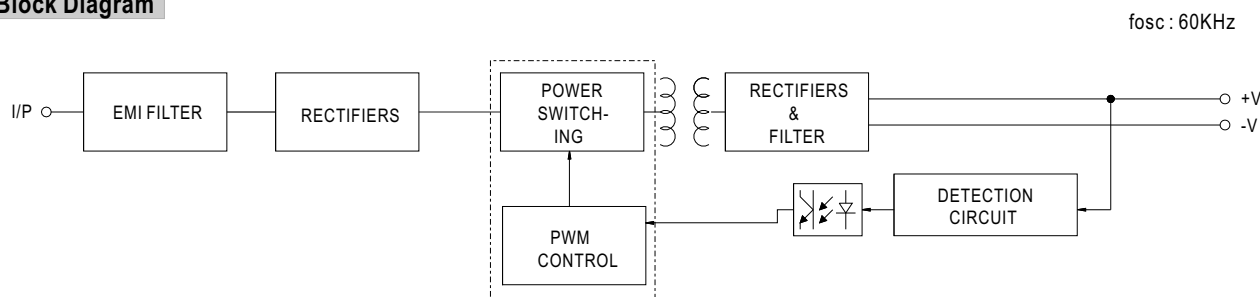 Block Diagram
fosc : 60KHz
I/P
EMI FILTER
RECTIFIERS
POWER
SWITCH-
ING
RECTIFIERS
&
FILTER
+V
-V
DETECTION
CIRCUIT
PWM
CONTROL